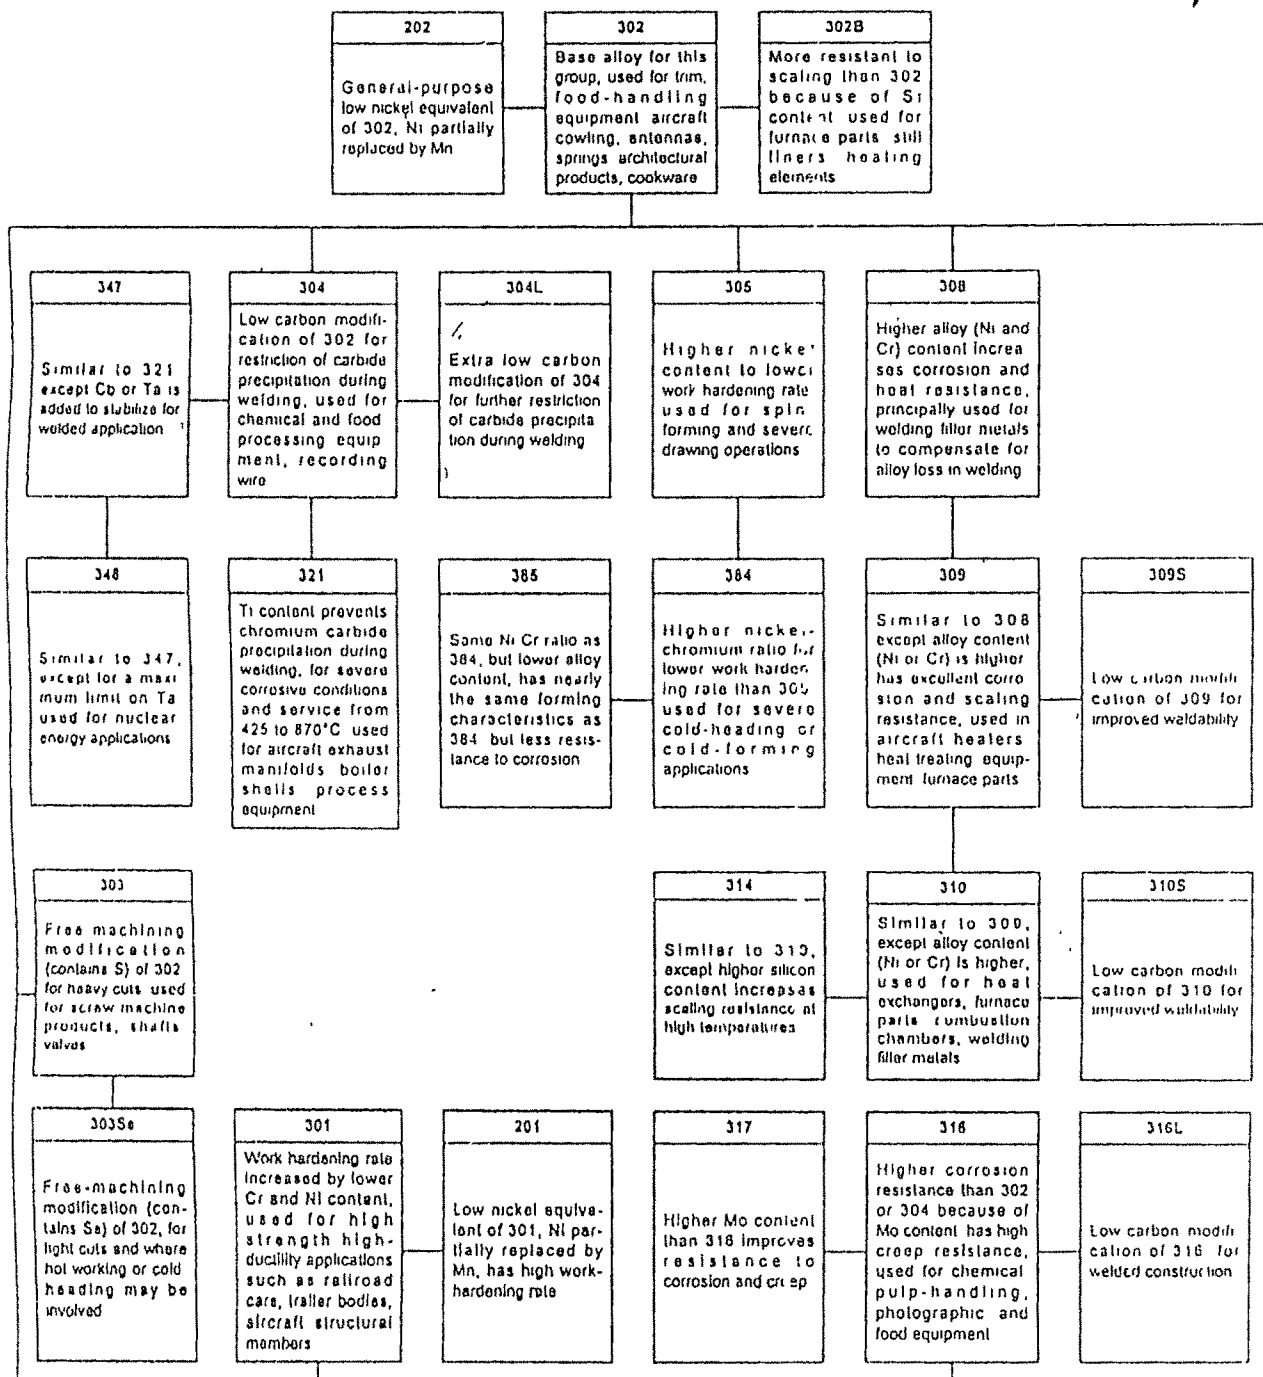 202
General-purpose
low nickel equivalent
of 302, Ni partially
replaced by Mn
302
Base alloy for this
group, used for trim,
food-handling
equipment aircraft
cowling, antennas,
springs architectural
products, cookware
302B
More resistant to
scaling than 302
because of Si
content used for
furnace parts still
liners heating
elements
347
Similar to 321
except Cb or Ta is
added to stabilize for
welded application
304
Low carbon modifi-
cation of 302 for
restriction of carbide
precipitation during
welding, used for
chemical and food
processing equip
ment, recording
wire
304L
Extra low carbon
modification of 304
for further restriction
of carbide precipita
tion during welding
305
Higher nickel
content to lower
work hardening rate
used for spin
forming and severe
drawing operations
308
Higher alloy (Ni and
Cr) content increa
ses corrosion and
heat resistance,
principally used for
welding filler metals
to compensate for
alloy loss in welding
348
Similar to 347,
except for a maxi
mum limit on Ta
used for nuclear
energy applications
321
Ti content prevents
chromium carbide
precipitation during
welding, for severe
corrosive conditions
and service from
425 to 870°C used
for aircraft exhaust
manifolds boiler
shells process
equipment
385
Same Ni Cr ratio as
384, but lower alloy
content, has nearly
the same forming
characteristics as
384 but less resis-
tance to corrosion
384
Higher nickel-
chromium ratio for
lower work harden
ing rate than 305
used for severe
cold-heading or
cold-forming
applications
309
Similar to 308
except alloy content
(Ni or Cr) is higher
has excellent corro
sion and scaling
resistance, used in
aircraft heaters
heat treating equip-
ment furnace parts
309S
Low carbon modifi
cation of 309 for
improved weldability
303
Free machining
modification
(contains S) of 302
for heavy cuts used
for screw machine
products, shafts
valves
314
Similar to 310,
except higher silicon
content increases
scaling resistance at
high temperatures
310
Similar to 309,
except alloy content
(Ni or Cr) is higher,
used for heat
exchangers, furnace
parts combustion
chambers, welding
filler metals
310S
Low carbon modifi
cation of 310 for
improved weldability
303Se
Free-machining
modification (con-
tains Se) of 302, for
light cuts and where
hot working or cold
heading may be
involved
301
Work hardening rate
increased by lower
Cr and Ni content,
used for high
strength high-
ductility applications
such as railroad
cars, trailer bodies,
aircraft structural
members
201
Low nickel equiva-
lent of 301, Ni par-
tially replaced by
Mn, has high work-
hardening rate
317
Higher Mo content
than 316 improves
resistance to
corrosion and creep
316
Higher corrosion
resistance than 302
or 304 because of
Mo content has high
creep resistance,
used for chemical
pulp-handling,
photographic and
food equipment
316L
Low carbon modifi
cation of 316 for
welded construction